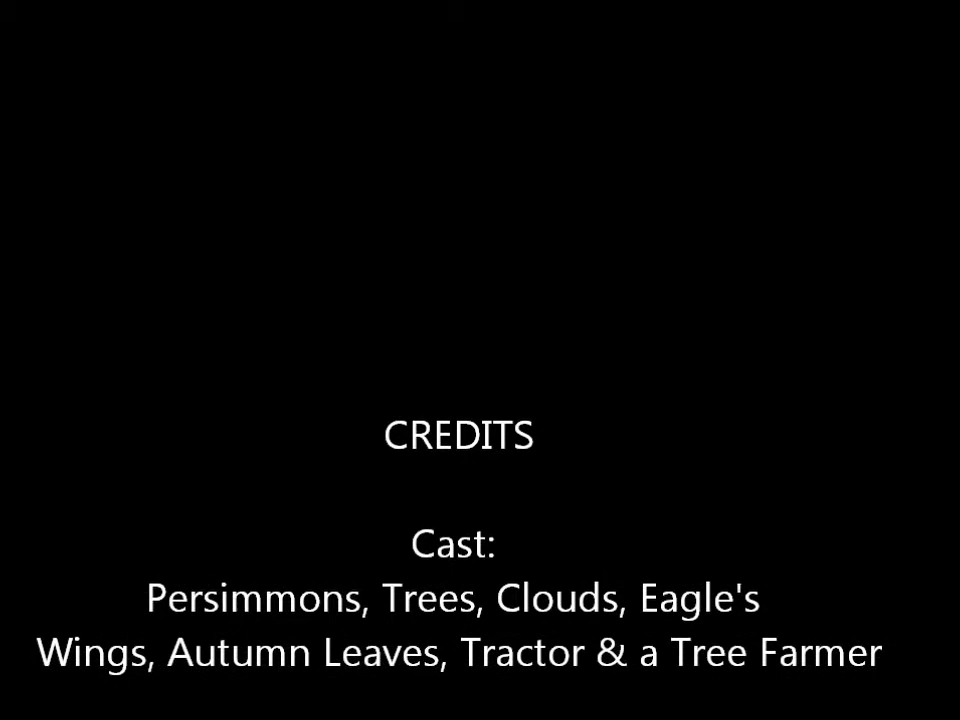 CREDITS
Cast:
Persimmons, Trees, Clouds, Eagle's
Wings, Autumn Leaves, Tractor & a Tree Farmer